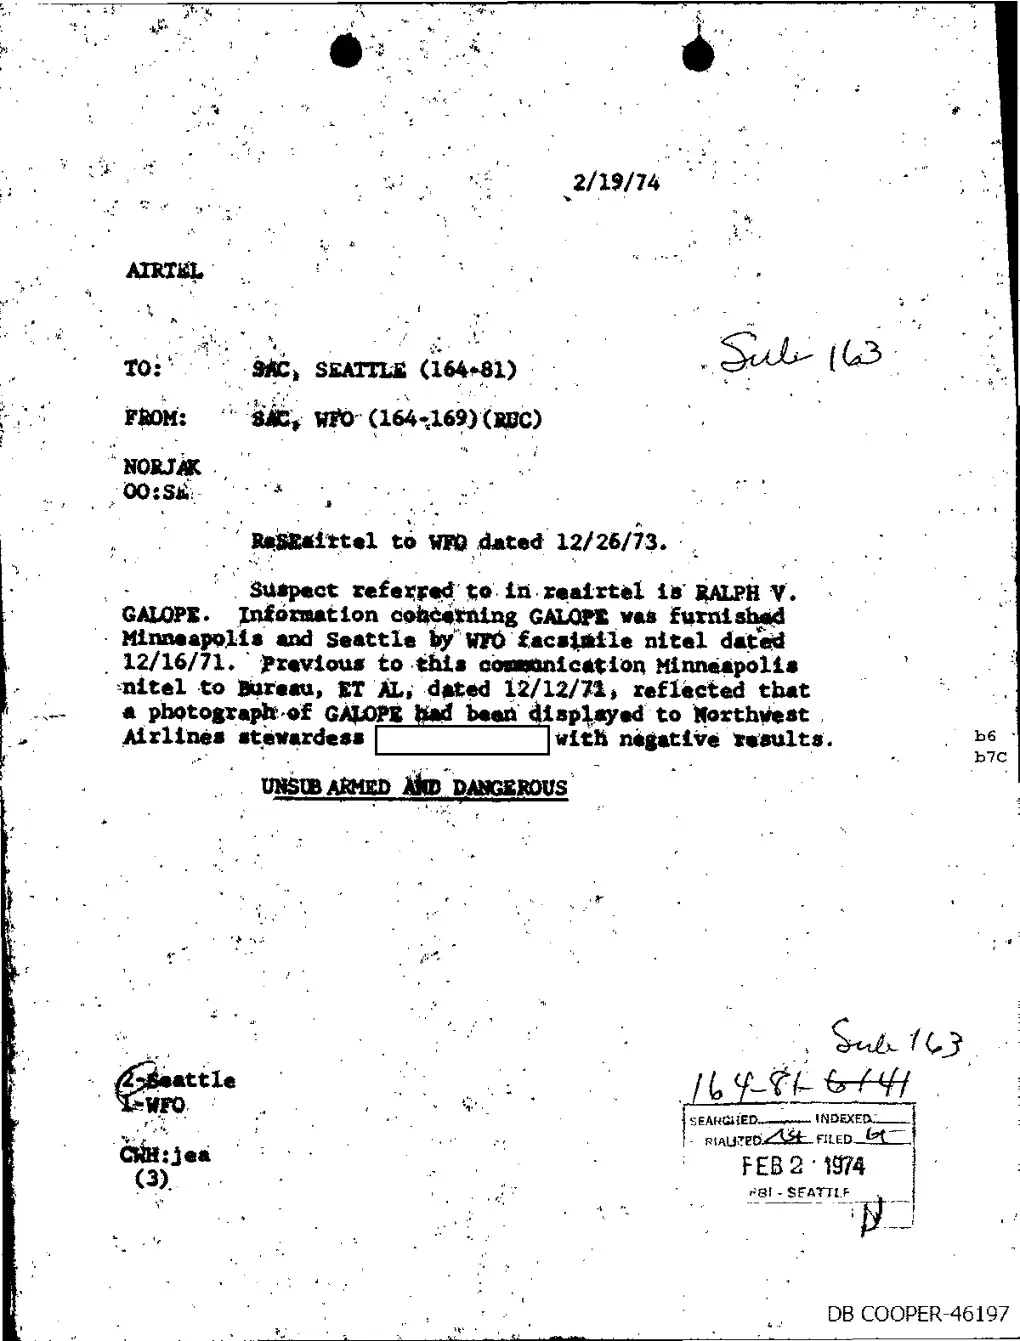 2/19/74
AIRTEL
Sub 163
TO: SAC, SEATTLE (164-81)
FROM: SAC, WFO (164-169)(RUC)
NORJAK
OO:SE
ReSEairtel to WFO dated 12/26/73.
Suspect referred to in reairtel is RALPH V.
GALOPE. Information concerning GALOPE was furnished
Minneapolis and Seattle by WFO facsimile nitel dated
12/16/71. Previous to this communication Minneapolis
nitel to Bureau, ET AL, dated 12/12/71, reflected that
a photograph of GALOPE had been displayed to Northwest
Airlines stewardess with negative results.
b6
b7C
UNSUB ARMED AND DANGEROUS
Sub 163
2-Seattle
1-WFO
CWH:jea
(3)
164-81-6141
SEARCHED INDEXED
RIALIZED FILED
FEB 2 1974
FBI - SEATTLE
DB COOPER-46197